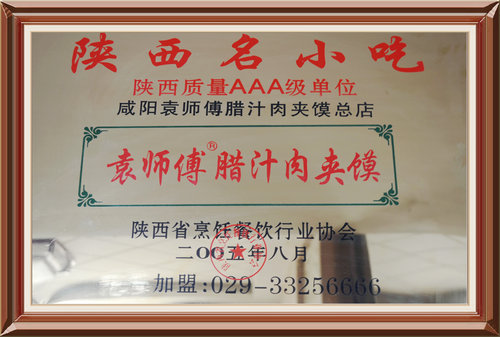 陕西名小吃
陕西质量AAA级单位
咸阳袁师傅腊汁肉夹馍总店
袁师傅®腊汁肉夹馍
陕西省烹饪餐饮行业协会
二〇〇五年八月
加盟:029-33256666